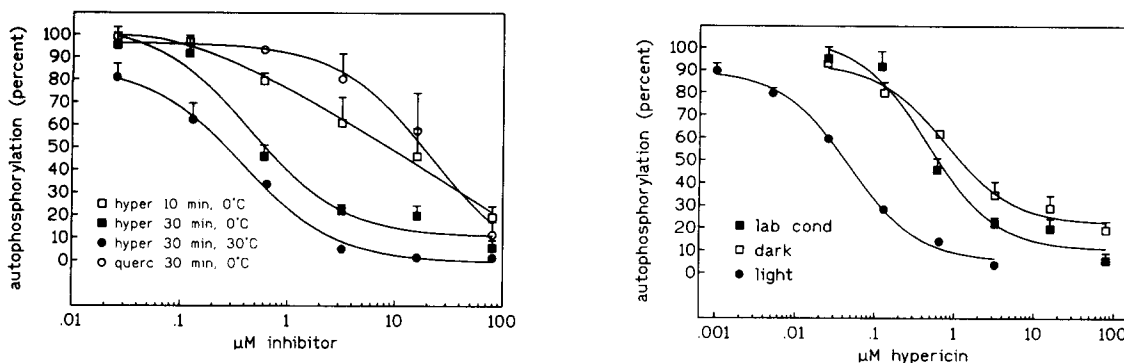 autophosphorylation (percent)
100
90
80
70
60
50
40
30
20
10
0
hyper 10 min, 0°C
hyper 30 min, 0°C
hyper 30 min, 30°C
querc 30 min, 0°C
.01 .1 1 10 100
µM inhibitor
autophosphorylation (percent)
100
90
80
70
60
50
40
30
20
10
0
lab cond
dark
light
.001 .01 0.1 1 10 100
µM hypericin